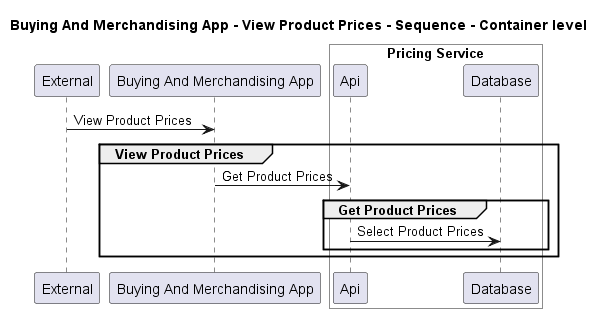 Buying And Merchandising App - View Product Prices - Sequence - Container level
Pricing Service
External
Buying And Merchandising App
Api
Database
View Product Prices
View Product Prices
Get Product Prices
Get Product Prices
Select Product Prices
External
Buying And Merchandising App
Api
Database